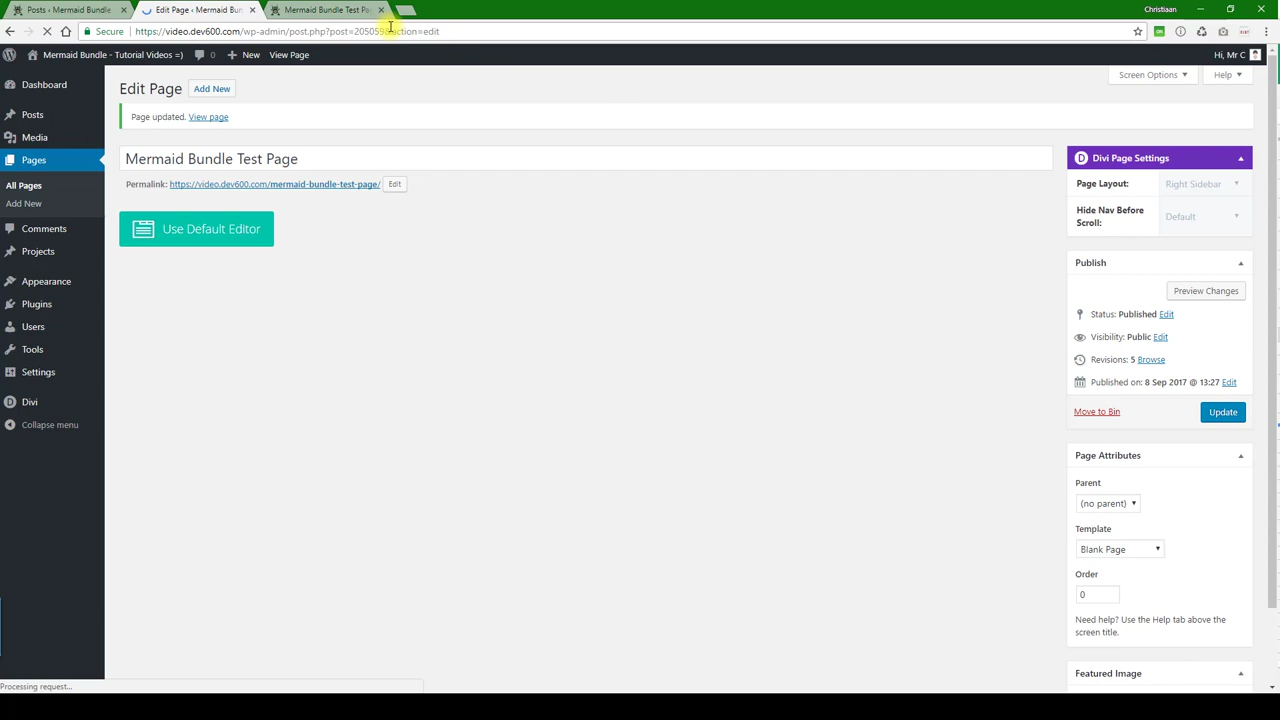 Posts ‹ Mermaid Bundle
Edit Page ‹ Mermaid Bun
Mermaid Bundle Test Pa
Christiaan
Secure
https://video.dev600.com/wp-admin/post.php?post=205059&action=edit
Mermaid Bundle - Tutorial Videos =)
0
New
View Page
Hi, Mr C
Dashboard
Posts
Media
Pages
All Pages
Add New
Comments
Projects
Appearance
Plugins
Users
Tools
Settings
Divi
Collapse menu
Edit Page
Add New
Screen Options
Help
Page updated. View page
Mermaid Bundle Test Page
Permalink: https://video.dev600.com/mermaid-bundle-test-page/ Edit
Use Default Editor
Divi Page Settings
Page Layout: Right Sidebar
Hide Nav Before Scroll: Default
Publish
Preview Changes
Status: Published Edit
Visibility: Public Edit
Revisions: 5 Browse
Published on: 8 Sep 2017 @ 13:27 Edit
Move to Bin
Update
Page Attributes
Parent
(no parent)
Template
Blank Page
Order
0
Need help? Use the Help tab above the
screen title.
Featured Image
Processing request...